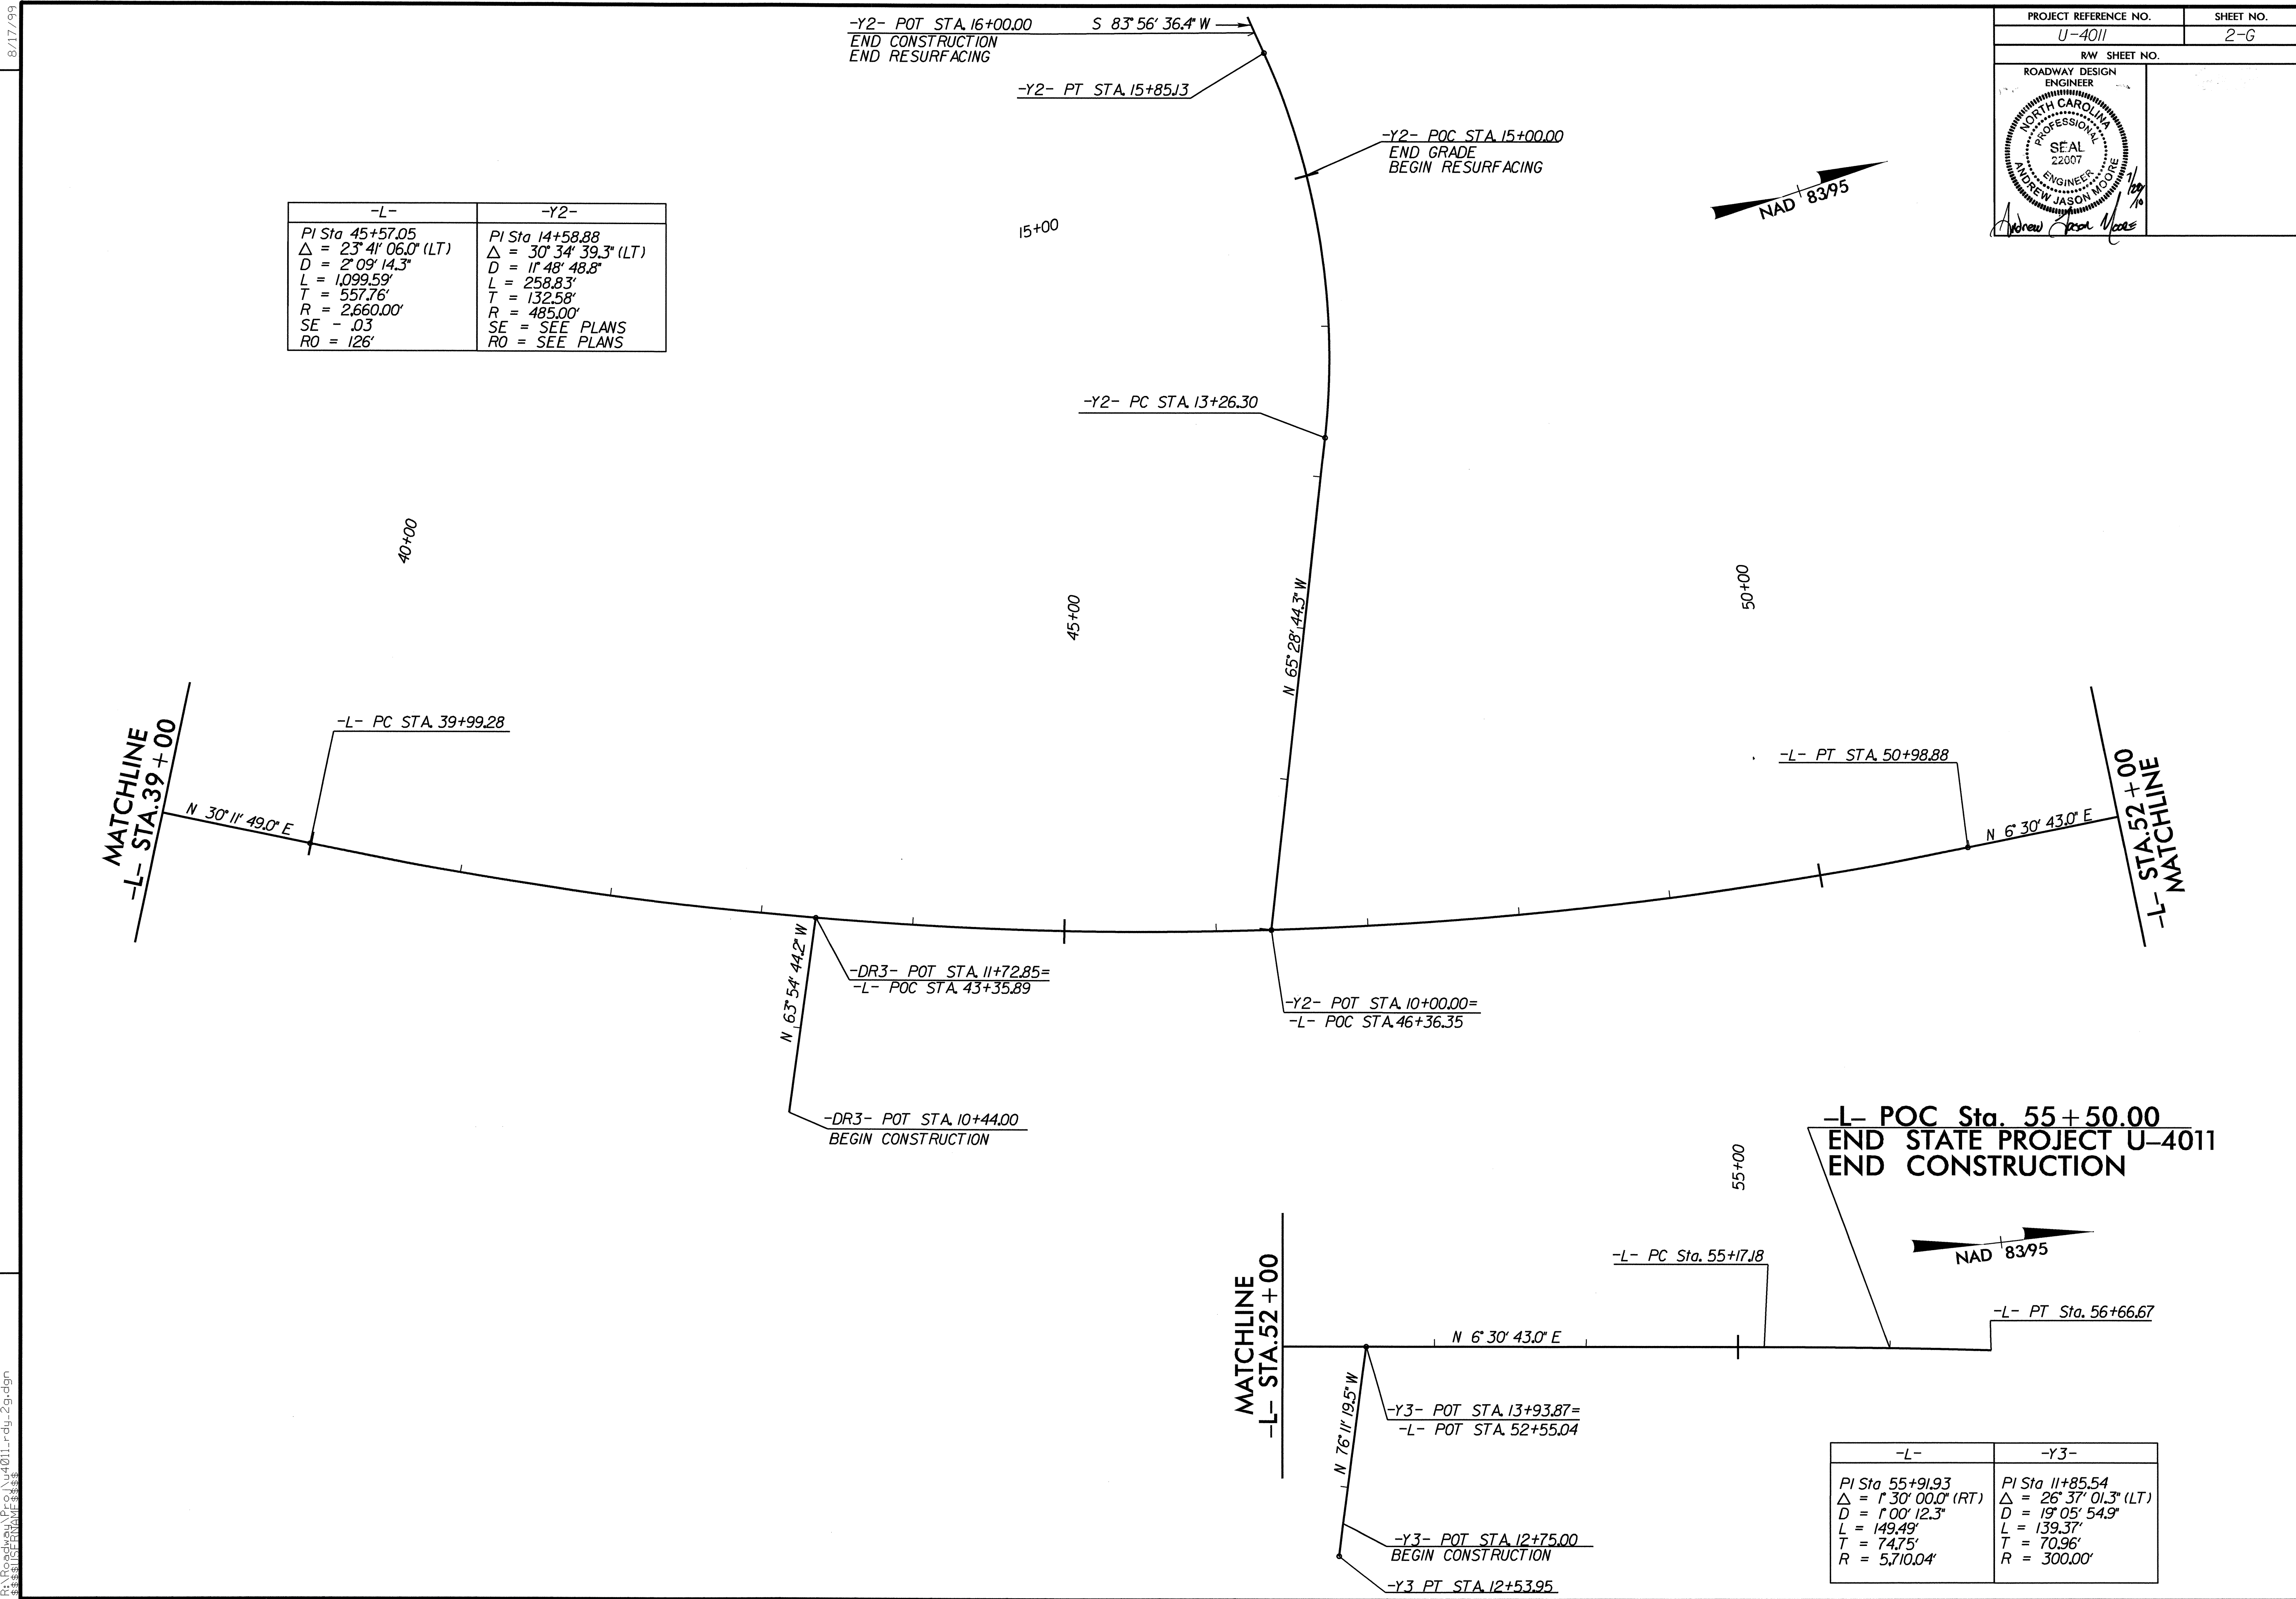 8/17/99
PROJECT REFERENCE NO.
SHEET NO.
U-4011
2-G
R/W SHEET NO.
ROADWAY DESIGN
ENGINEER
NORTH CAROLINA
PROFESSIONAL
SEAL
22007
ENGINEER
ANDREW JASON MOORE
Andrew Jason Moore
-Y2- POT STA. 16+00.00
S 83° 56' 36.4" W
END CONSTRUCTION
END RESURFACING
-Y2- PT STA. 15+85.13
-Y2- POC STA. 15+00.00
END GRADE
BEGIN RESURFACING
NAD 83/95
-L-
PI Sta 45+57.05
△ = 23° 41' 06.0" (LT)
D = 2° 09' 14.3"
L = 1,099.59'
T = 557.76'
R = 2,660.00'
SE - .03
RO = 126'
-Y2-
PI Sta 14+58.88
△ = 30° 34' 39.3" (LT)
D = 11° 48' 48.8"
L = 258.83'
T = 132.58'
R = 485.00'
SE = SEE PLANS
RO = SEE PLANS
15+00
-Y2- PC STA. 13+26.30
40+00
45+00
50+00
N 65° 28' 44.3" W
MATCHLINE
-L- STA.39+00
N 30° 11' 49.0" E
-L- PC STA. 39+99.28
-L- PT STA. 50+98.88
N 6° 30' 43.0" E
-L- STA.52+00
MATCHLINE
N 63° 54' 44.2" W
-DR3- POT STA. 11+72.85=
-L- POC STA. 43+35.89
-Y2- POT STA. 10+00.00=
-L- POC STA. 46+36.35
-DR3- POT STA. 10+44.00
BEGIN CONSTRUCTION
-L- POC Sta. 55+50.00
END STATE PROJECT U-4011
END CONSTRUCTION
55+00
NAD 83/95
-L- PC Sta. 55+17.18
-L- PT Sta. 56+66.67
MATCHLINE
-L- STA.52+00
N 6° 30' 43.0" E
N 76° 11' 19.5" W
-Y3- POT STA. 13+93.87=
-L- POT STA. 52+55.04
-Y3- POT STA. 12+75.00
BEGIN CONSTRUCTION
-Y3 PT STA. 12+53.95
-L-
PI Sta 55+91.93
△ = 1° 30' 00.0" (RT)
D = 1° 00' 12.3"
L = 149.49'
T = 74.75'
R = 5,710.04'
-Y3-
PI Sta 11+85.54
△ = 26° 37' 01.3" (LT)
D = 19° 05' 54.9"
L = 139.37'
T = 70.96'
R = 300.00'
R:\Roadway\Proj\u4011_rdy_2g.dgn